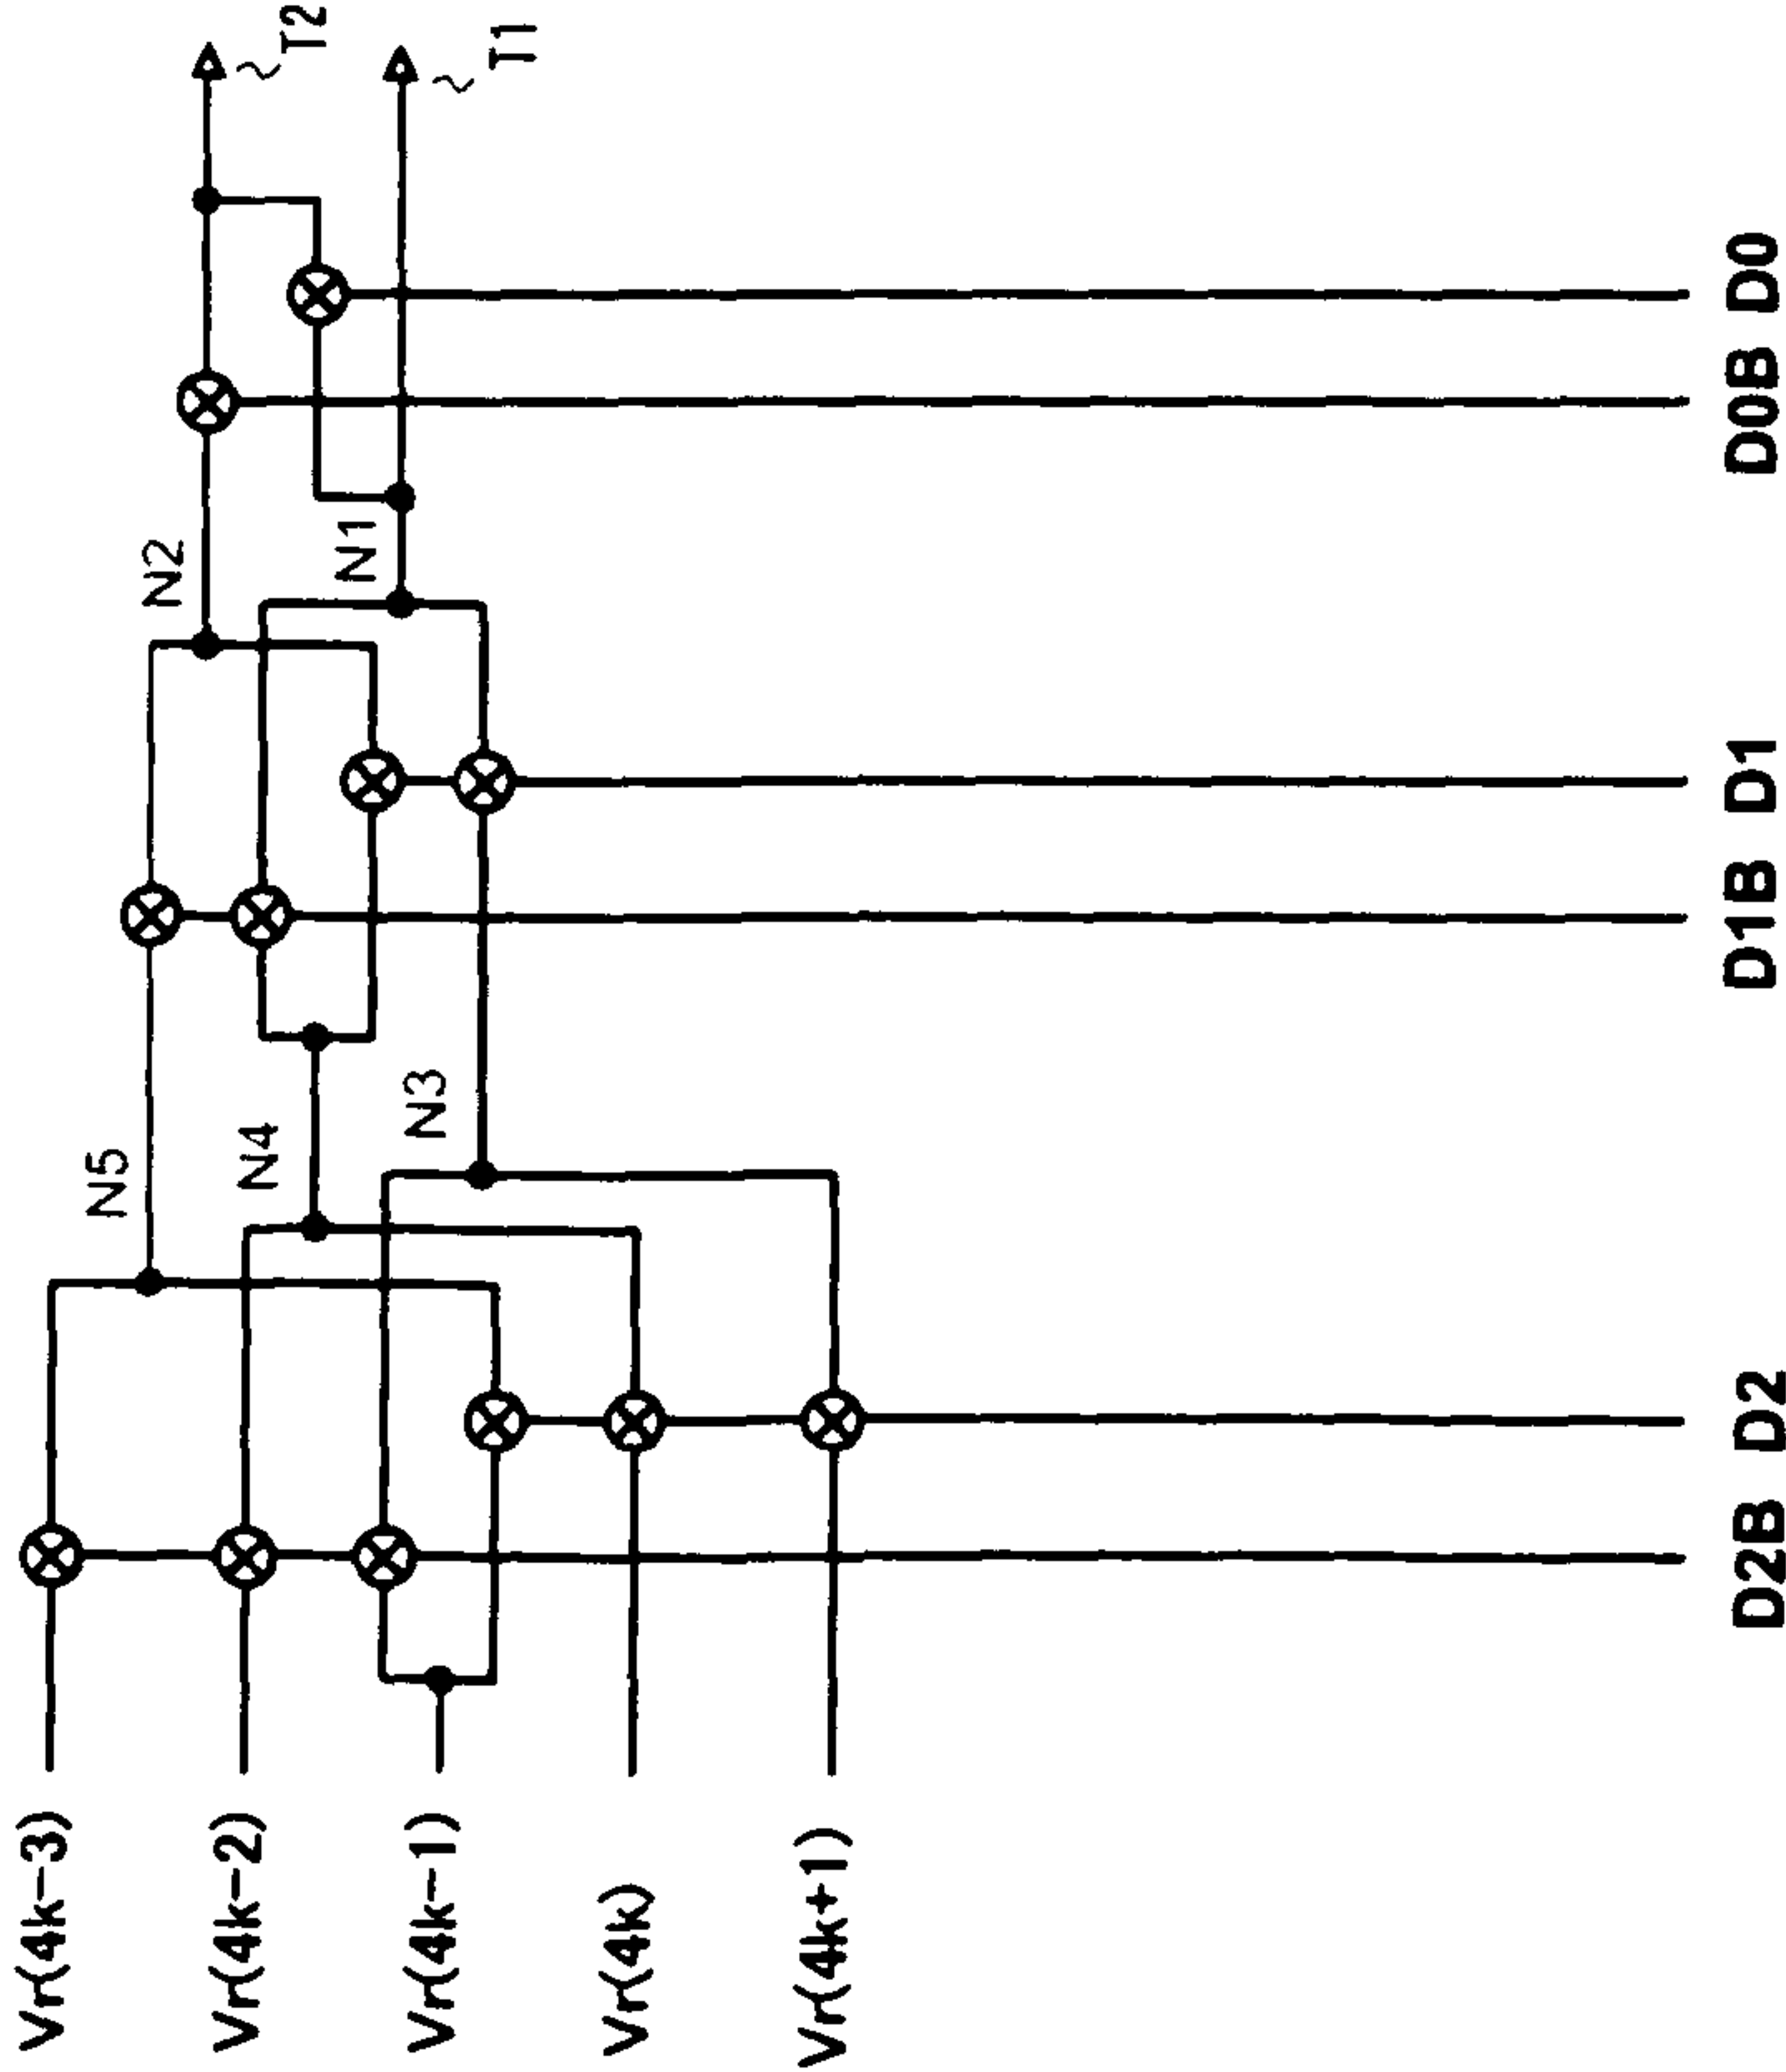 Vr(4k-3)
Vr(4k-2)
Vr(4k-1)
Vr(4k)
Vr(4k+1)
N5
N4
N3
N2
N1
T2
T1
D2B
D2
D1B
D1
D0B
D0